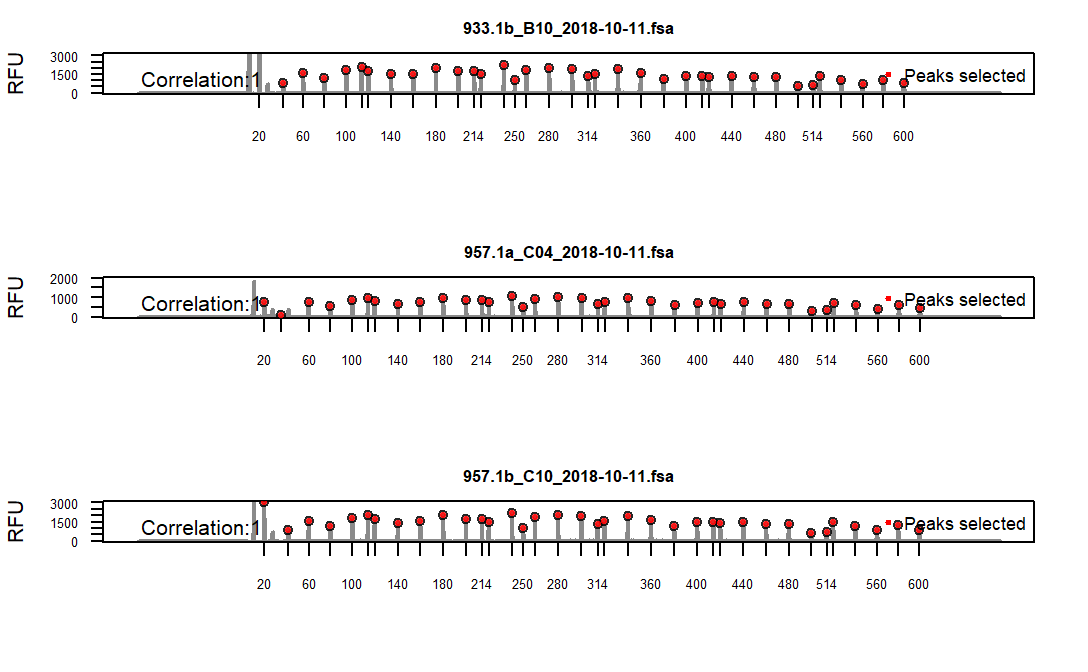 933.1b_B10_2018-10-11.fsa
RFU
3000
1500
0
Correlation:1
Peaks selected
20 60 100 140 180 214 250 280 314 360 400 440 480 514 560 600
957.1a_C04_2018-10-11.fsa
RFU
2000
1000
0
Correlation:1
Peaks selected
20 60 100 140 180 214 250 280 314 360 400 440 480 514 560 600
957.1b_C10_2018-10-11.fsa
RFU
3000
1500
0
Correlation:1
Peaks selected
20 60 100 140 180 214 250 280 314 360 400 440 480 514 560 600